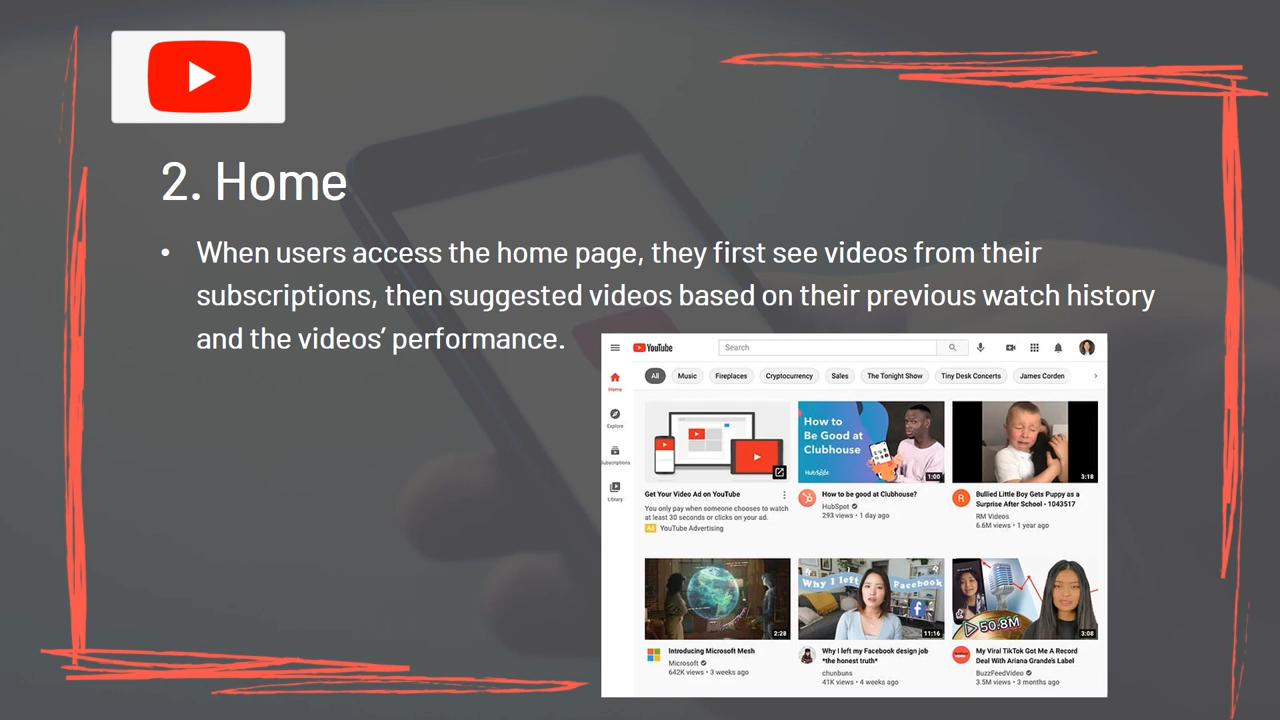 2. Home
• When users access the home page, they first see videos from their
subscriptions, then suggested videos based on their previous watch history
and the videos’ performance.
YouTube
Search
All
Music
Fireplaces
Cryptocurrency
Sales
The Tonight Show
Tiny Desk Concerts
James Corden
Home
Explore
Subscriptions
Library
How to
Be Good at
Clubhouse
HubSpot
1:00
3:18
Get Your Video Ad on YouTube
You only pay when someone chooses to watch
at least 30 seconds or clicks on your ad.
Ad YouTube Advertising
How to be good at Clubhouse?
HubSpot
293 views • 1 day ago
R
Bullied Little Boy Gets Puppy as a
Surprise After School • 1043517
RM Videos
6.6M views • 1 year ago
2:28
Why I left Facebook
11:16
50.8M
3:08
Introducing Microsoft Mesh
Microsoft
642K views • 3 weeks ago
Why I left my Facebook design job
*the honest truth*
chunbuns
41K views • 4 weeks ago
My Viral TikTok Got Me A Record
Deal With Ariana Grande's Label
BuzzFeedVideo
3.5M views • 3 months ago